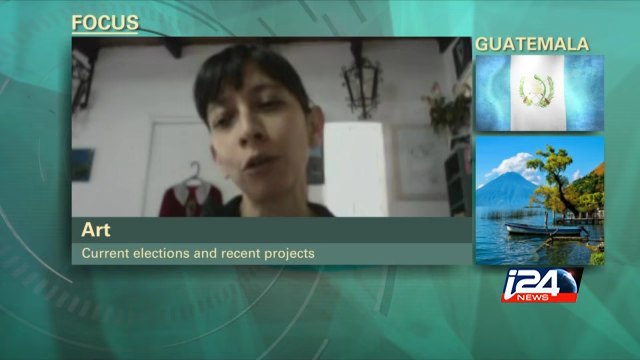 FOCUS
GUATEMALA
Art
Current elections and recent projects
i24
NEWS